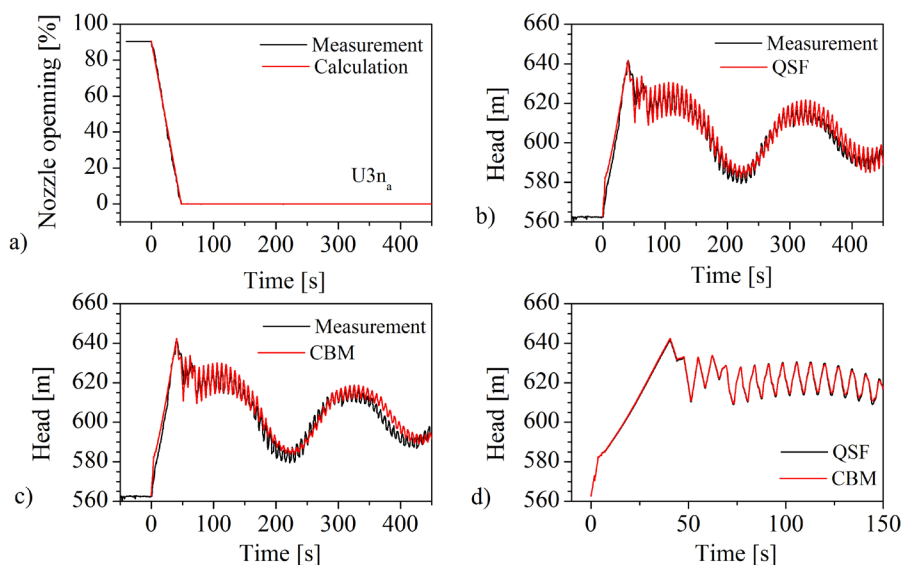 Nozzle openning [%]
100
80
60
40
20
0
Measurement
Calculation
U3n_a
0 100 200 300 400
Time [s]
a)
Head [m]
660
640
620
600
580
560
Measurement
QSF
0 100 200 300 400
Time [s]
b)
Head [m]
660
640
620
600
580
560
Measurement
CBM
0 100 200 300 400
Time [s]
c)
Head [m]
660
640
620
600
580
560
QSF
CBM
0 50 100 150
Time [s]
d)